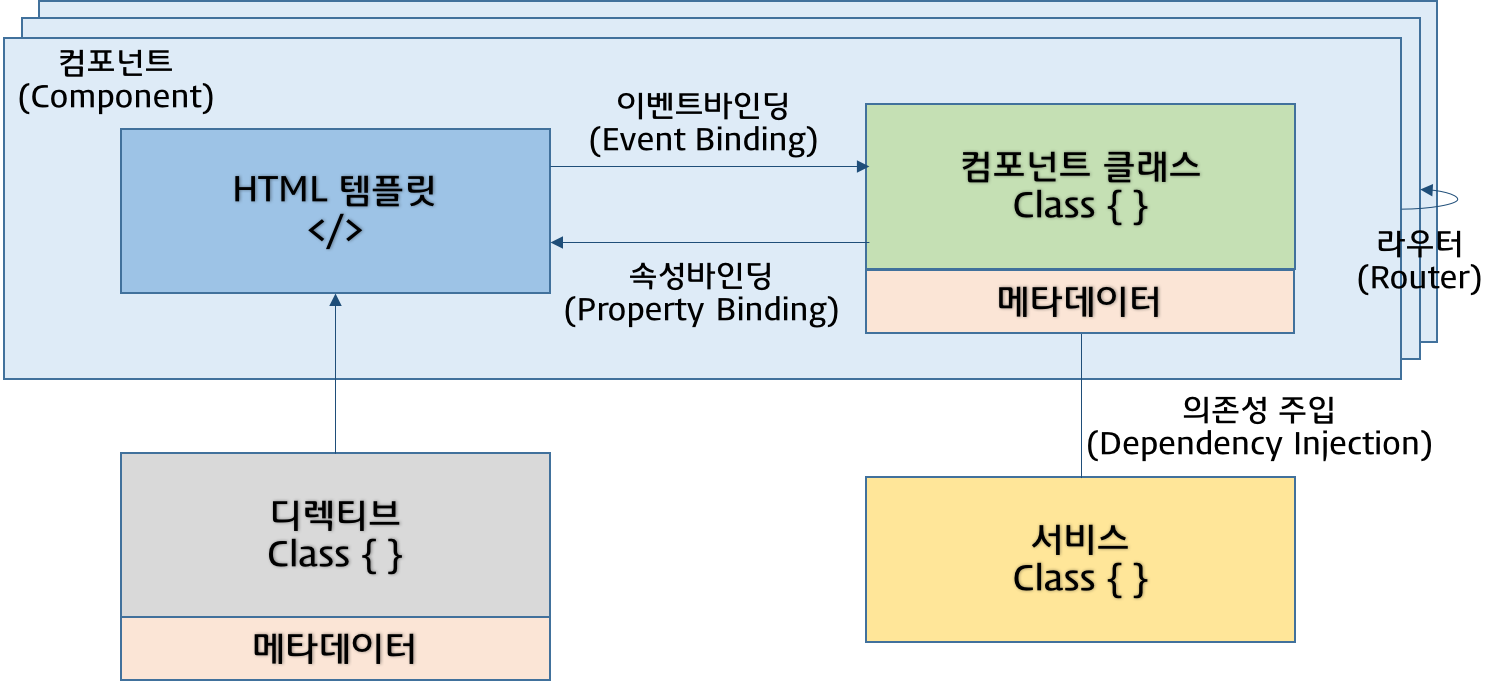 컴포넌트
(Component)
이벤트바인딩
(Event Binding)
HTML 템플릿
</>
컴포넌트 클래스
Class { }
속성바인딩
(Property Binding)
메타데이터
라우터
(Router)
의존성 주입
(Dependency Injection)
디렉티브
Class { }
메타데이터
서비스
Class { }